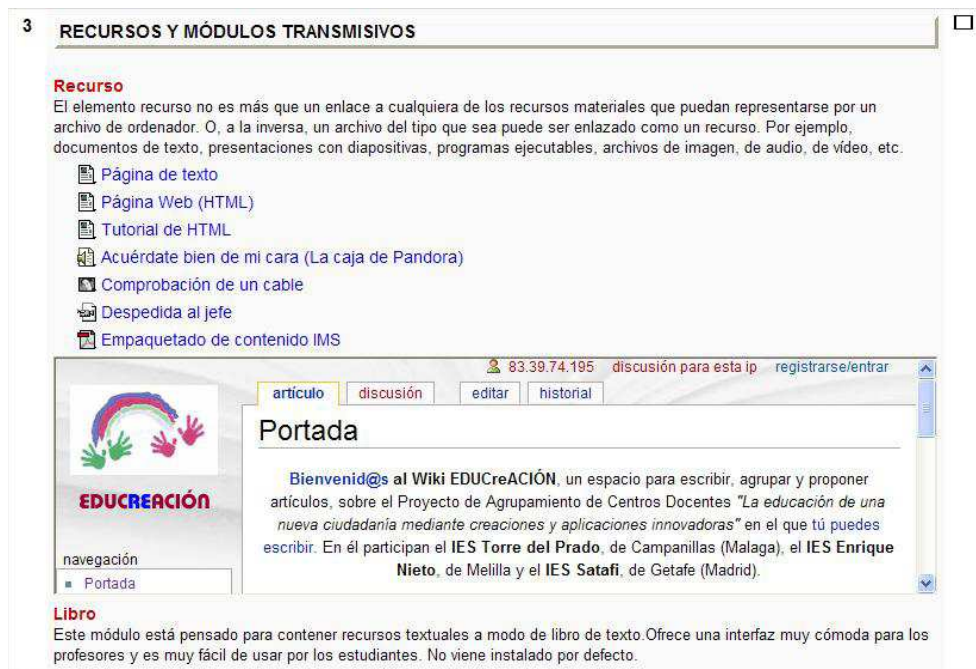 3 RECURSOS Y MÓDULOS TRANSMISIVOS
Recurso
El elemento recurso no es más que un enlace a cualquiera de los recursos materiales que puedan representarse por un
archivo de ordenador. O, a la inversa, un archivo del tipo que sea puede ser enlazado como un recurso. Por ejemplo,
documentos de texto, presentaciones con diapositivas, programas ejecutables, archivos de imagen, de audio, de vídeo, etc.
Página de texto
Página Web (HTML)
Tutorial de HTML
Acuérdate bien de mi cara (La caja de Pandora)
Comprobación de un cable
Despedida al jefe
Empaquetado de contenido IMS
83.39.74.195 discusión para esta ip registrarse/entrar
artículo discusión editar historial
Portada
Bienvenid@s al Wiki EDUCreACIÓN, un espacio para escribir, agrupar y proponer
artículos, sobre el Proyecto de Agrupamiento de Centros Docentes "La educación de una
nueva ciudadanía mediante creaciones y aplicaciones innovadoras" en el que tú puedes
escribir. En él participan el IES Torre del Prado, de Campanillas (Malaga), el IES Enrique
Nieto, de Melilla y el IES Satafi, de Getafe (Madrid).
EDUCREACIÓN
navegación
Portada
Libro
Este módulo está pensado para contener recursos textuales a modo de libro de texto.Ofrece una interfaz muy cómoda para los
profesores y es muy fácil de usar por los estudiantes. No viene instalado por defecto.